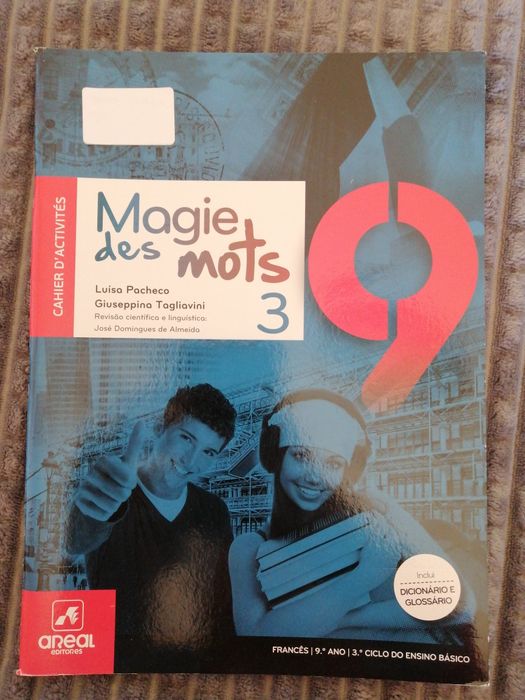 CAHIER D'ACTIVITÉS
Magie
des
mots
3
Luísa Pacheco
Giuseppina Tagliavini
Revisão científica e linguística:
José Domingues de Almeida
9
Inclui
DICIONÁRIO E
GLOSSÁRIO
areal
EDITORES
FRANCÊS | 9.º ANO | 3.º CICLO DO ENSINO BÁSICO